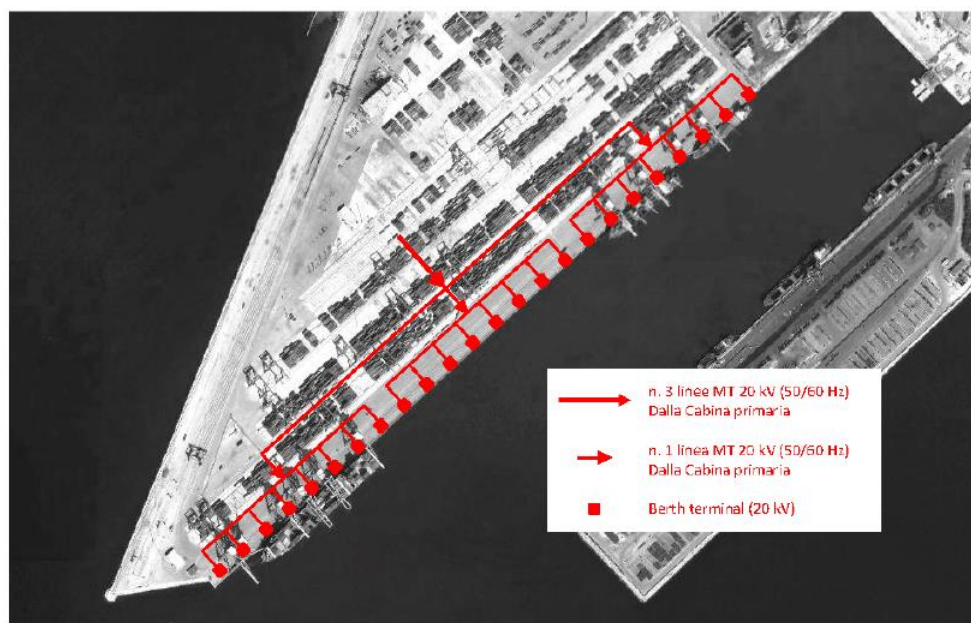 n. 3 linee MT 20 kV (50/60 Hz)
Dalla Cabina primaria
n. 1 linea MT 20 kV (50/60 Hz)
Dalla Cabina primaria
Berth terminal (20 kV)